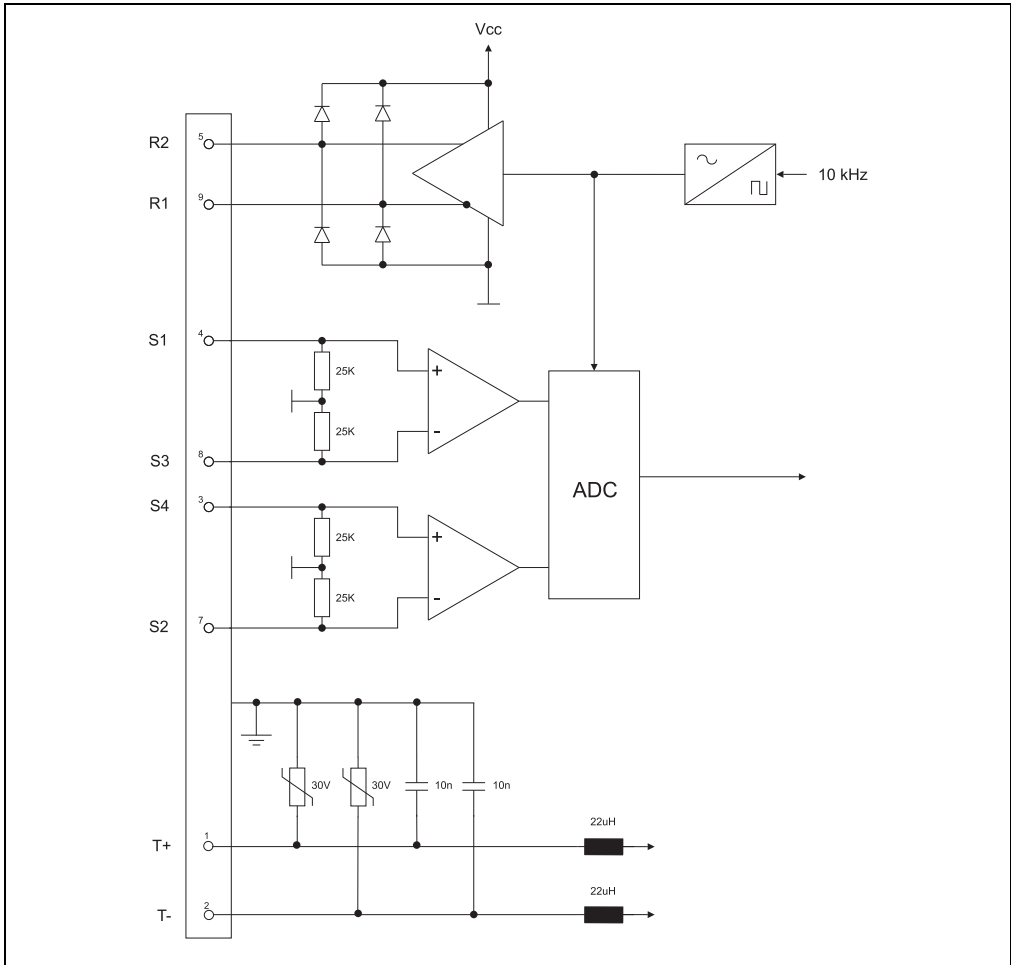 Vcc
R2
5
10 kHz
R1
9
S1
4
25K
+
25K
-
S3
8
S4
3
ADC
25K
+
25K
-
S2
7
30V
30V
10n
10n
T+
1
22uH
T-
2
22uH